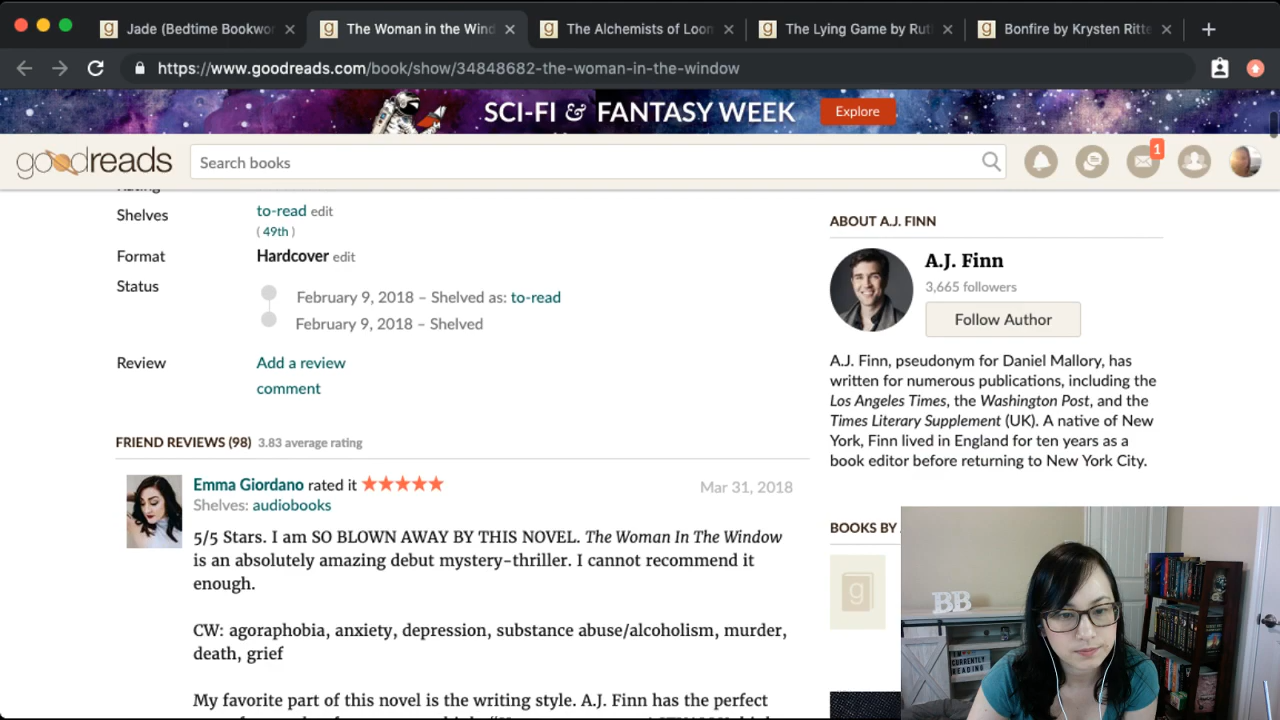 Jade (Bedtime Bookwor
The Woman in the Wind
The Alchemists of Loon
The Lying Game by Rut
Bonfire by Krysten Ritte
https://www.goodreads.com/book/show/34848682-the-woman-in-the-window
SCI-FI & FANTASY WEEK
Explore
goodreads
Search books
1
Rating
Shelves
to-read edit
( 49th )
Format
Hardcover edit
Status
February 9, 2018 – Shelved as: to-read
February 9, 2018 – Shelved
Review
Add a review
comment
FRIEND REVIEWS (98) 3.83 average rating
Emma Giordano rated it
Mar 31, 2018
Shelves: audiobooks
5/5 Stars. I am SO BLOWN AWAY BY THIS NOVEL. The Woman In The Window
is an absolutely amazing debut mystery-thriller. I cannot recommend it
enough.
CW: agoraphobia, anxiety, depression, substance abuse/alcoholism, murder,
death, grief
My favorite part of this novel is the writing style. A.J. Finn has the perfect
ABOUT A.J. FINN
A.J. Finn
3,665 followers
Follow Author
A.J. Finn, pseudonym for Daniel Mallory, has
written for numerous publications, including the
Los Angeles Times, the Washington Post, and the
Times Literary Supplement (UK). A native of New
York, Finn lived in England for ten years as a
book editor before returning to New York City.
BOOKS BY
g
BB
CURRENTLY
READING